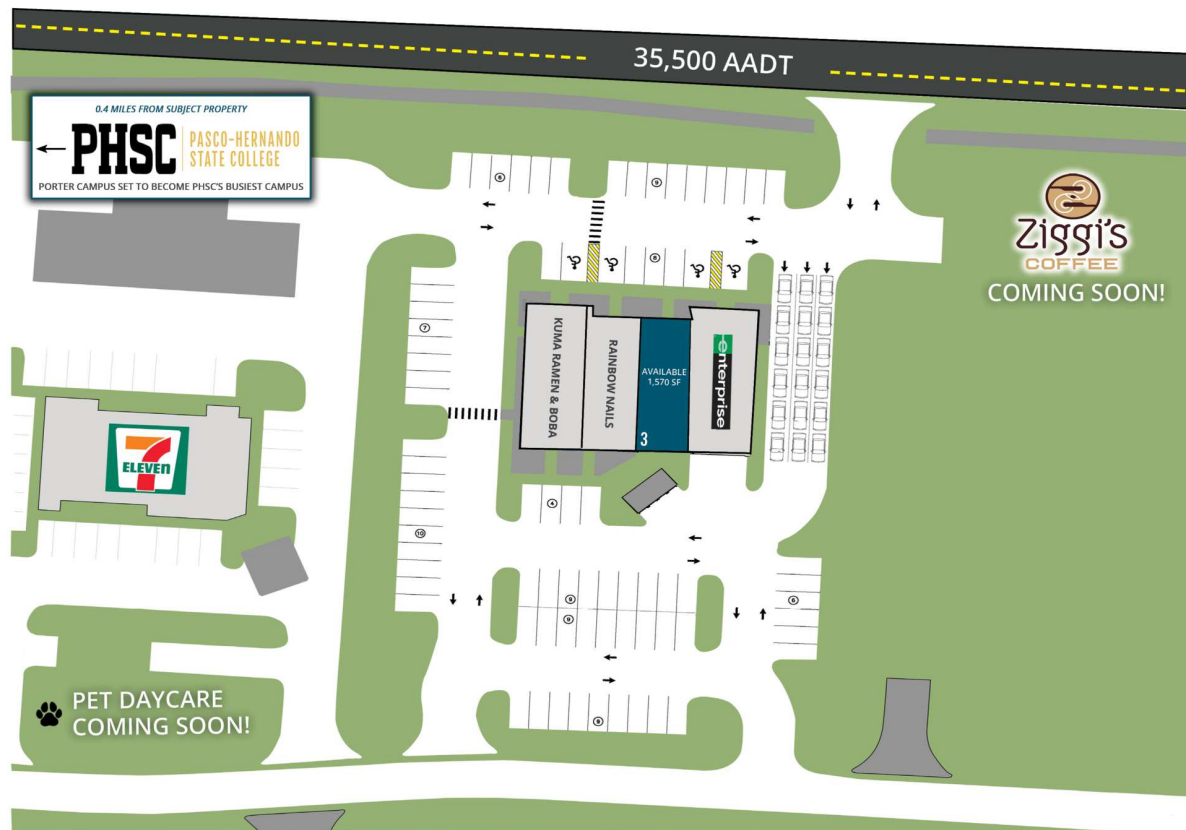 35,500 AADT
0.4 MILES FROM SUBJECT PROPERTY
PHSC
PASCO-HERNANDO
STATE COLLEGE
PORTER CAMPUS SET TO BECOME PHSC'S BUSIEST CAMPUS
8
9
Ziggi's
COFFEE
COMING SOON!
8
7
KUMA RAMEN & BOBA
RAINBOW NAILS
AVAILABLE
1,570 SF
3
enterprise
7
ELEVEN
4
10
9
9
6
PET DAYCARE
COMING SOON!
9